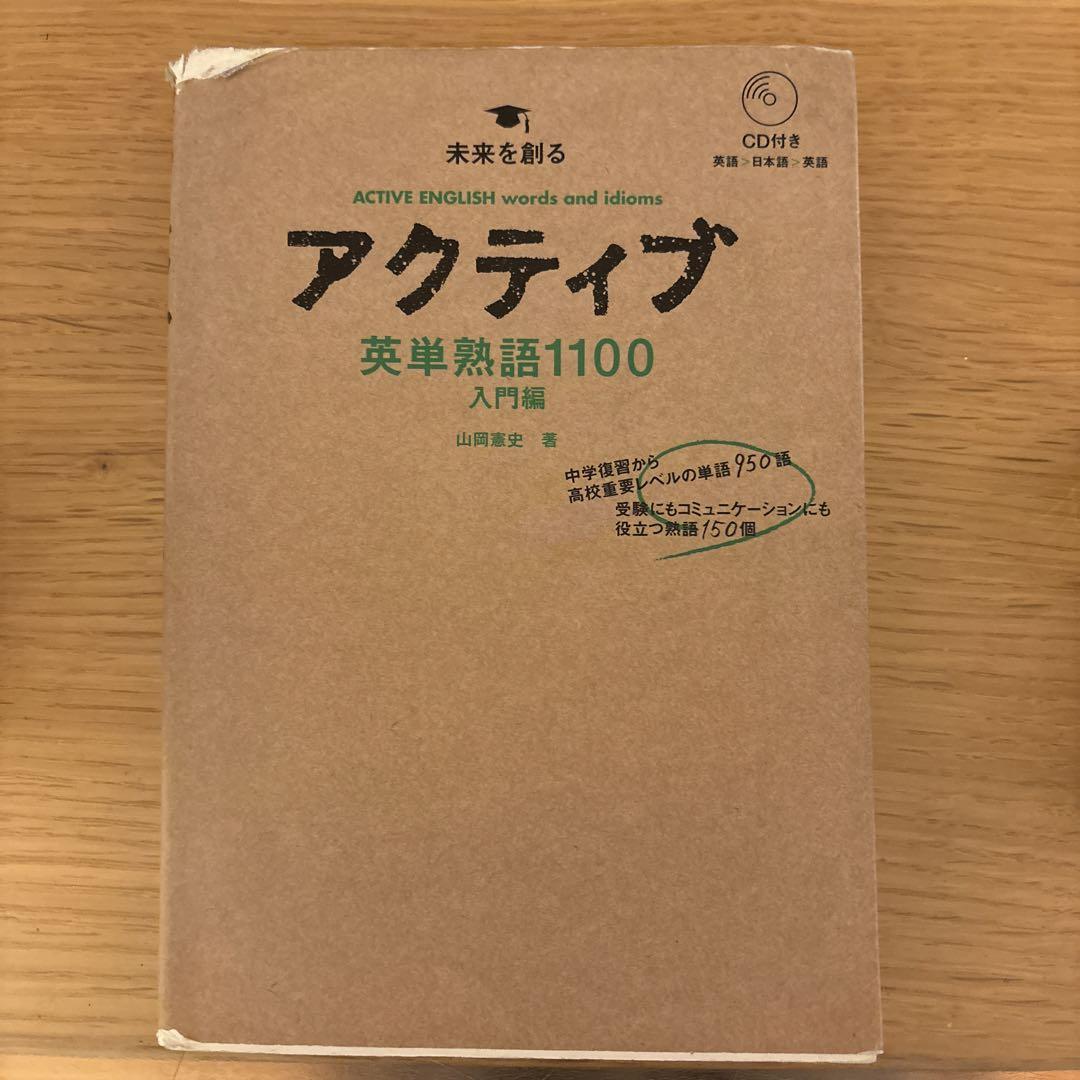 未来を創る
CD付き
英語>日本語>英語
ACTIVE ENGLISH words and idioms
アクティブ
英単熟語1100
入門編
山岡憲史 著
中学復習から
高校重要レベルの単語950語
受験にもコミュニケーションにも
役立つ熟語150個